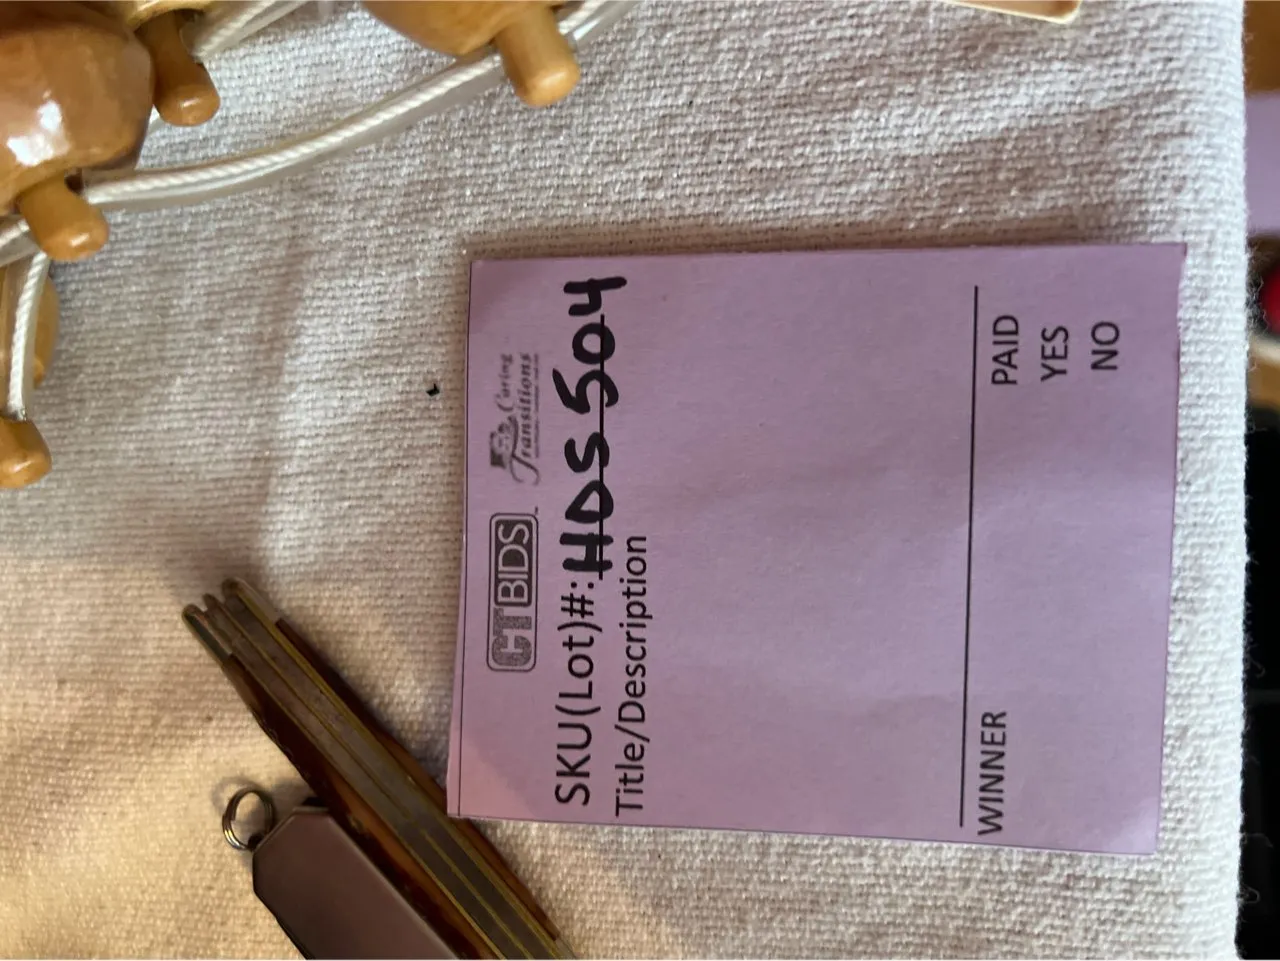 CTBIDS Caring Transitions
SKU(Lot)#: HDS504
Title/Description
WINNER PAID
YES
NO